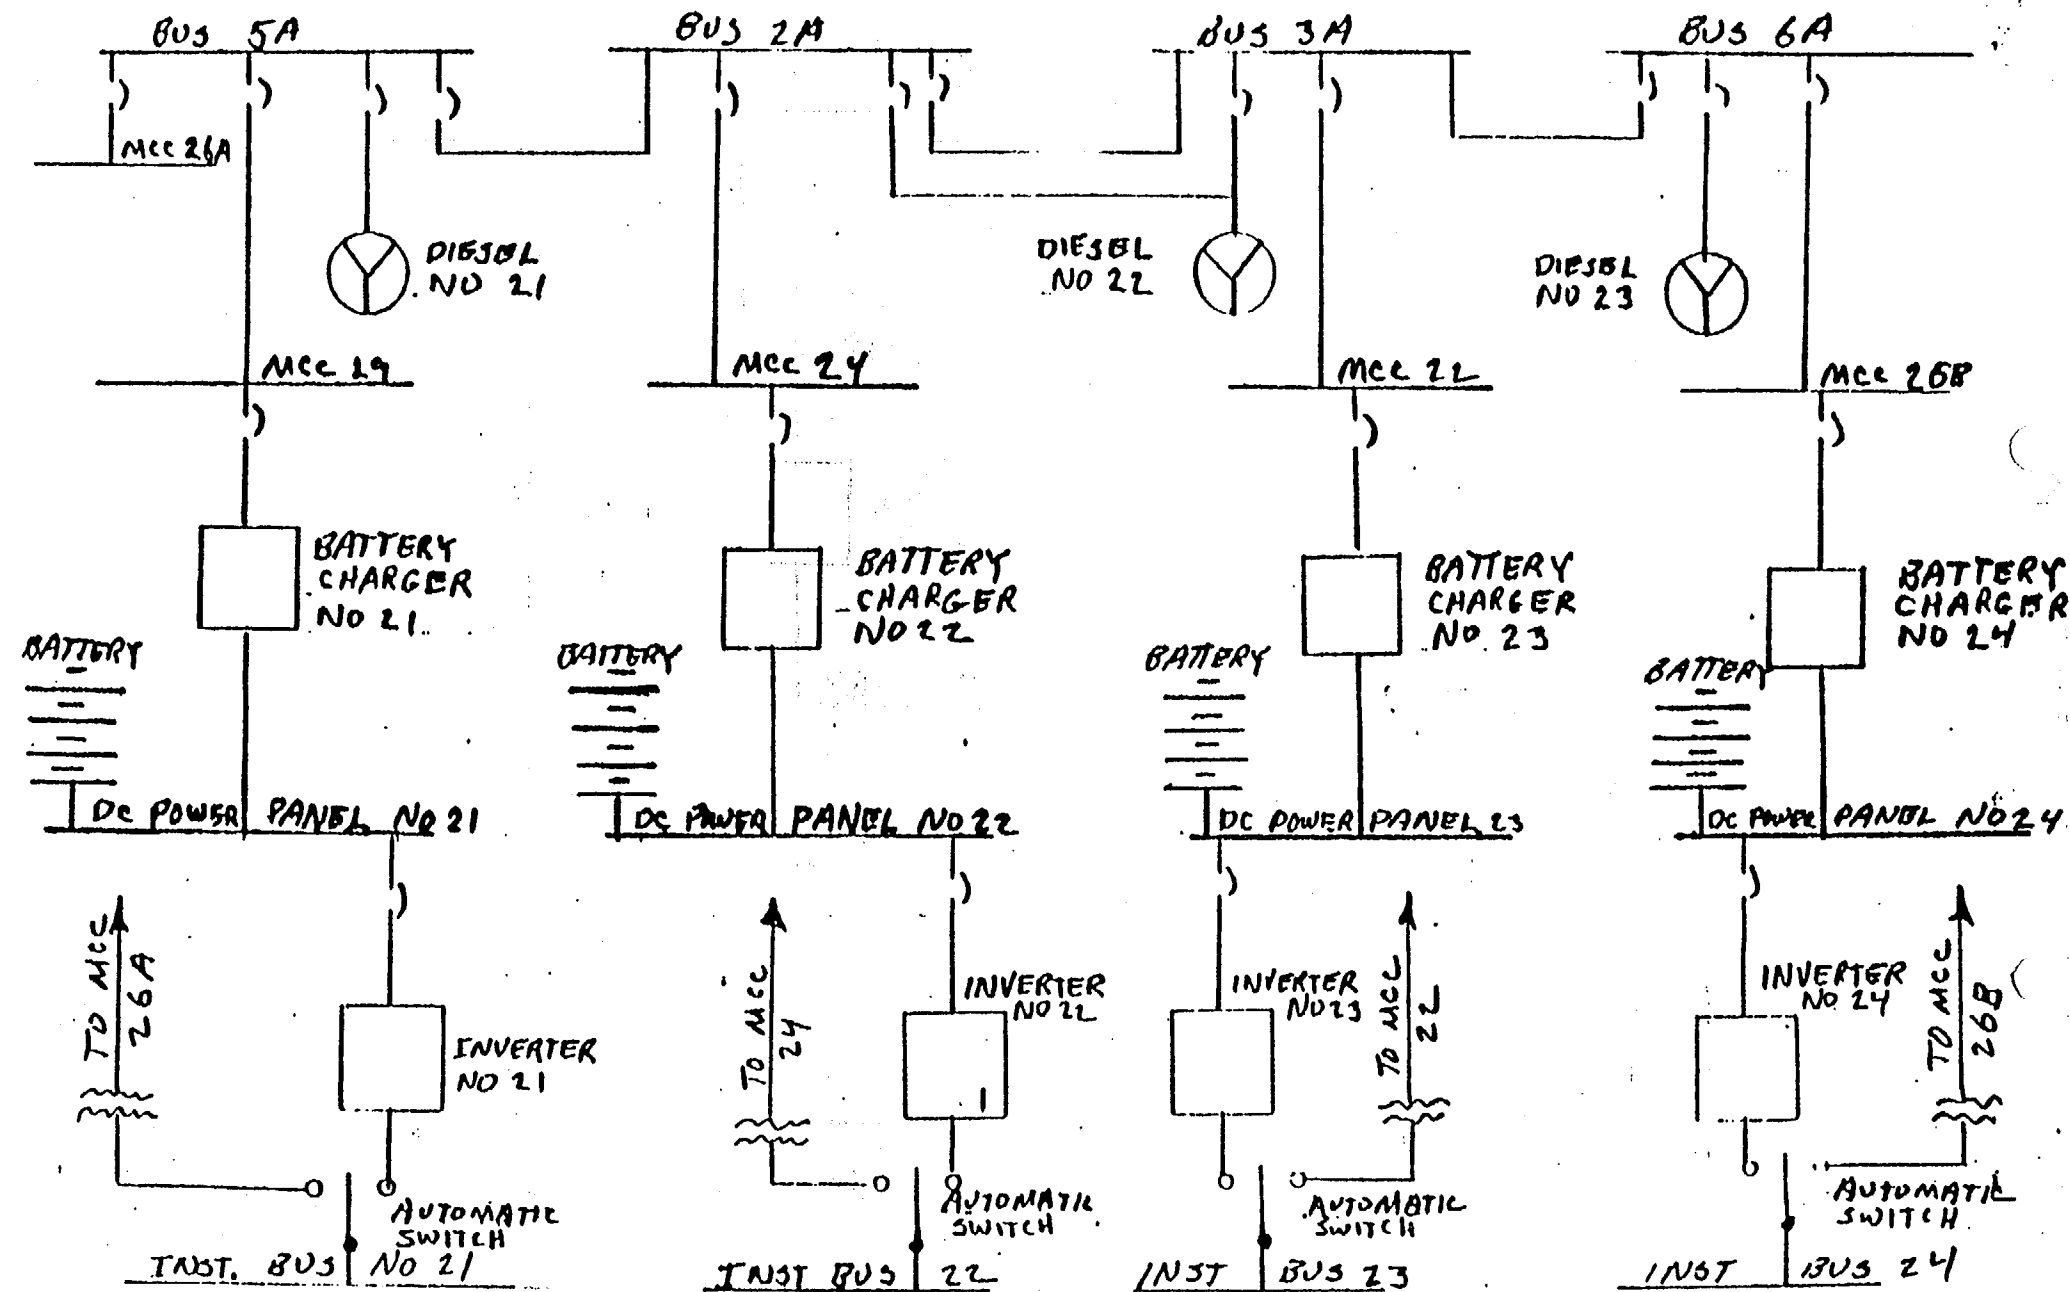 BUS 5A
BUS 2A
BUS 3A
BUS 6A
MCC 26A
DIESEL
NO 21
DIESEL
NO 22
DIESEL
NO 23
MCC 29
MCC 24
MCC 22
MCC 26B
BATTERY
CHARGER
NO 21
BATTERY
CHARGER
NO 22
BATTERY
CHARGER
NO. 23
BATTERY
CHARGER
NO 24
BATTERY
BATTERY
BATTERY
BATTERY
DC POWER PANEL NO 21
DC POWER PANEL NO 22
DC POWER PANEL 23
DC POWER PANEL NO 24
TO MCC
26A
INVERTER
NO 21
TO MCC
24
INVERTER
NO 22
INVERTER
NO 23
TO MCC
22
INVERTER
NO 24
TO MCC
26B
AUTOMATIC
SWITCH
AUTOMATIC
SWITCH
AUTOMATIC
SWITCH
AUTOMATIC
SWITCH
INST. BUS NO 21
INST BUS 22
INST BUS 23
INST BUS 24